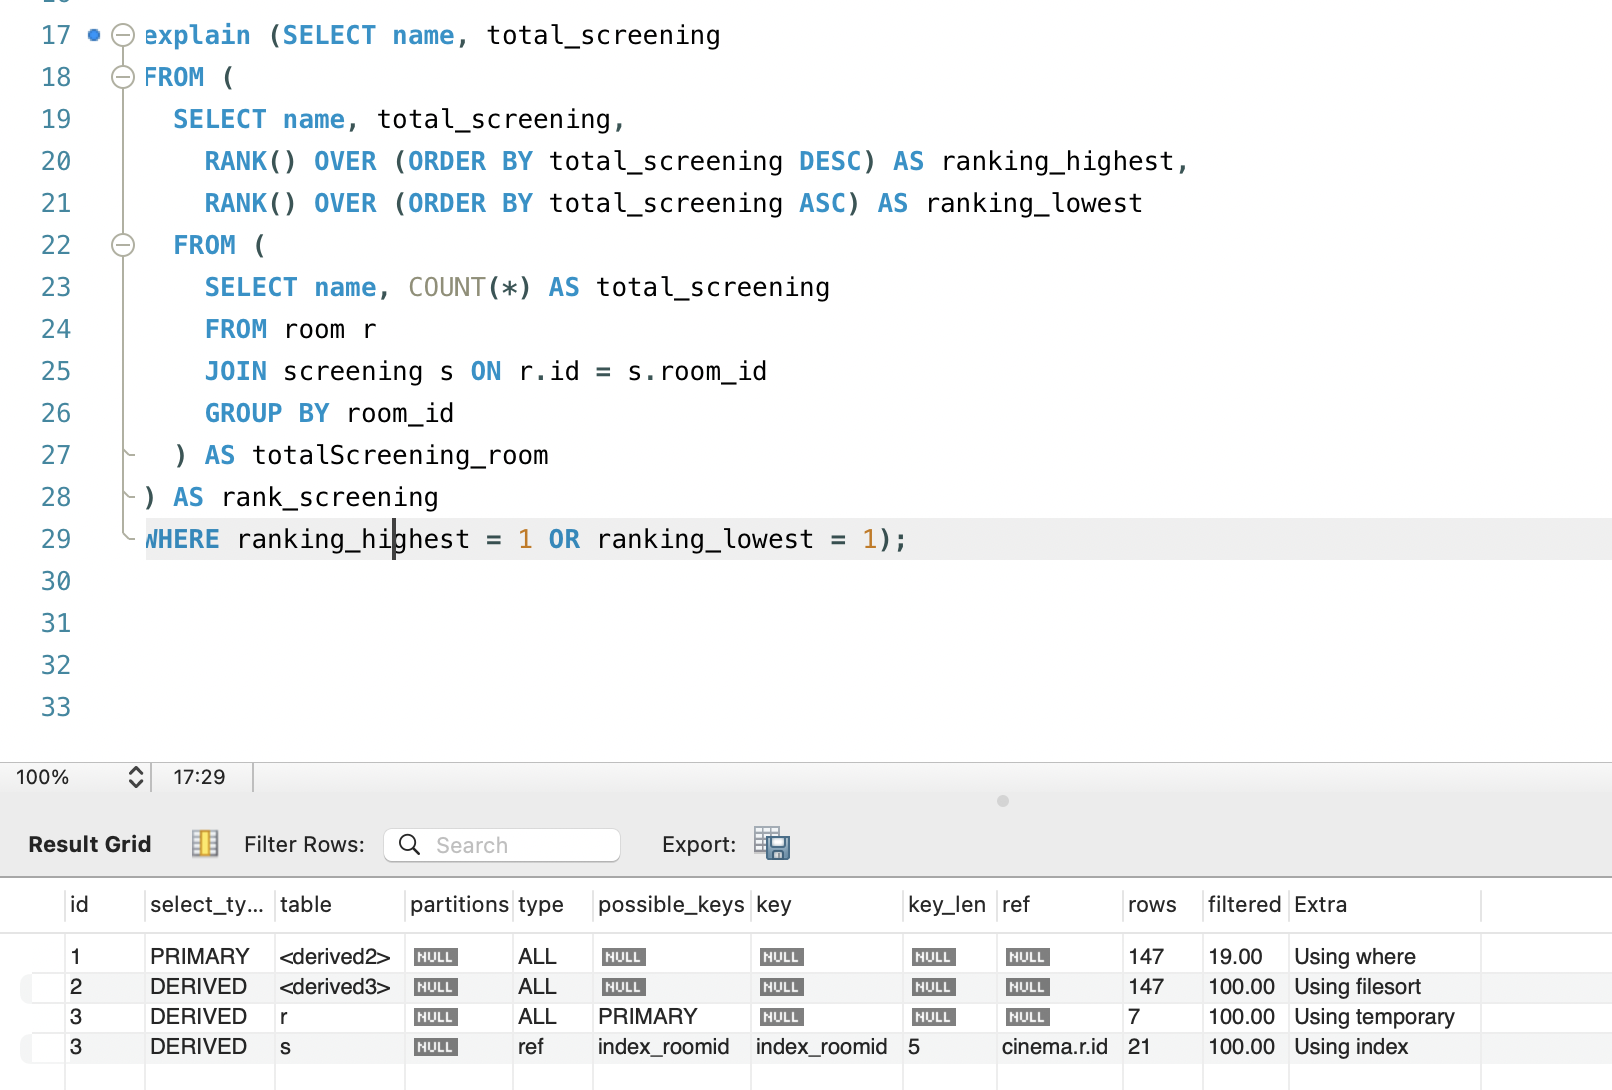 17 explain (SELECT name, total_screening
18 FROM (
19 SELECT name, total_screening,
20 RANK() OVER (ORDER BY total_screening DESC) AS ranking_highest,
21 RANK() OVER (ORDER BY total_screening ASC) AS ranking_lowest
22 FROM (
23 SELECT name, COUNT(*) AS total_screening
24 FROM room r
25 JOIN screening s ON r.id = s.room_id
26 GROUP BY room_id
27 ) AS totalScreening_room
28 ) AS rank_screening
29 WHERE ranking_highest = 1 OR ranking_lowest = 1);
30
31
32
33
100% 17:29
Result Grid Filter Rows: Search Export:
id select_ty... table partitions type possible_keys key key_len ref rows filtered Extra
1 PRIMARY <derived2> NULL ALL NULL NULL NULL NULL 147 19.00 Using where
2 DERIVED <derived3> NULL ALL NULL NULL NULL NULL 147 100.00 Using filesort
3 DERIVED r NULL ALL PRIMARY NULL NULL NULL 7 100.00 Using temporary
3 DERIVED s NULL ref index_roomid index_roomid 5 cinema.r.id 21 100.00 Using index